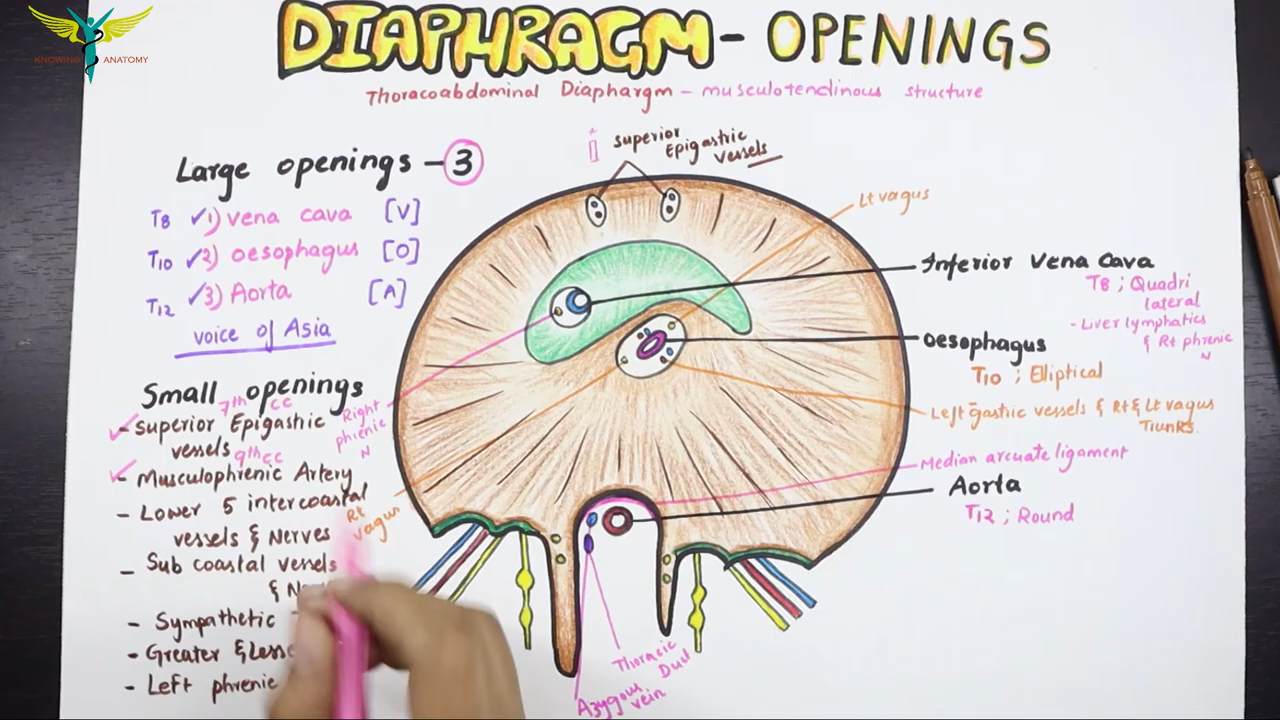 KNOWING ANATOMY
DIAPHRAGM - OPENINGS
Thoracoabdominal Diaphargm - musculotendinous structure
Large openings - 3
T8 ✓ 1) vena cava [V]
T10 ✓ 2) oesophagus [O]
T12 ✓ 3) Aorta [A]
voice of Asia
Small openings
7th cc
- Superior Epigasthic
vessels 9th cc
- Musculophrenic Artery
- Lower 5 intercoastal
vessels & Nerves
- Sub coastal vessels
&
- Sympathetic
- Greater &
- Left phrenic
superior
Epigastric
vessels
Lt vagus
Inferior Vena Cava
T8 ; Quadri
lateral
- Liver lymphatics
& Rt phrenic
N
oesophagus
T10 ; Elliptical
Left gastric vessels & Rt & Lt vagus
Trunks.
Median arcuate ligament
Aorta
T12 ; Round
Right
phrenic
N
Rt
vagus
Thoracic
Duct
Azygous
vein